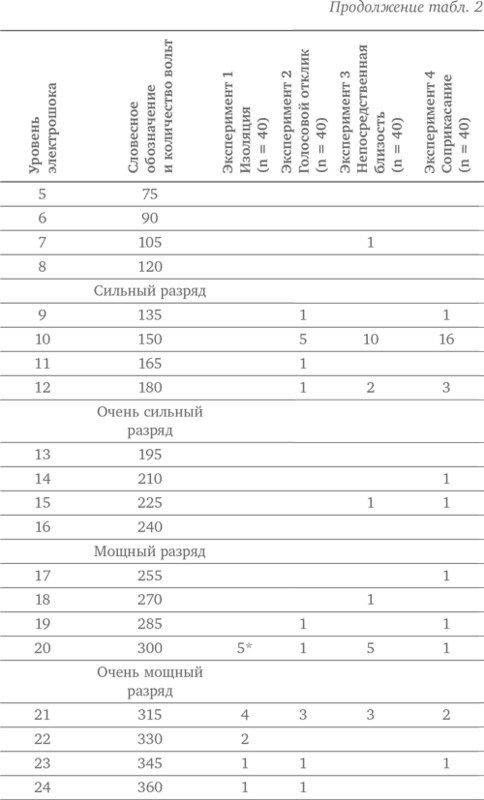 Продолжение табл. 2
Уровень электрошока
Словесное обозначение и количество вольт
Эксперимент 1 Изоляция (n = 40)
Эксперимент 2 Голосовой отклик (n = 40)
Эксперимент 3 Непосредственная близость (n = 40)
Эксперимент 4 Соприкасание (n = 40)
5 75
6 90
7 105 1
8 120
Сильный разряд
9 135 1 1
10 150 5 10 16
11 165 1
12 180 1 2 3
Очень сильный
разряд
13 195
14 210 1
15 225 1 1
16 240
Мощный разряд
17 255 1
18 270 1
19 285 1 1
20 300 5* 1 5 1
Очень мощный
разряд
21 315 4 3 3 2
22 330 2
23 345 1 1 1
24 360 1 1